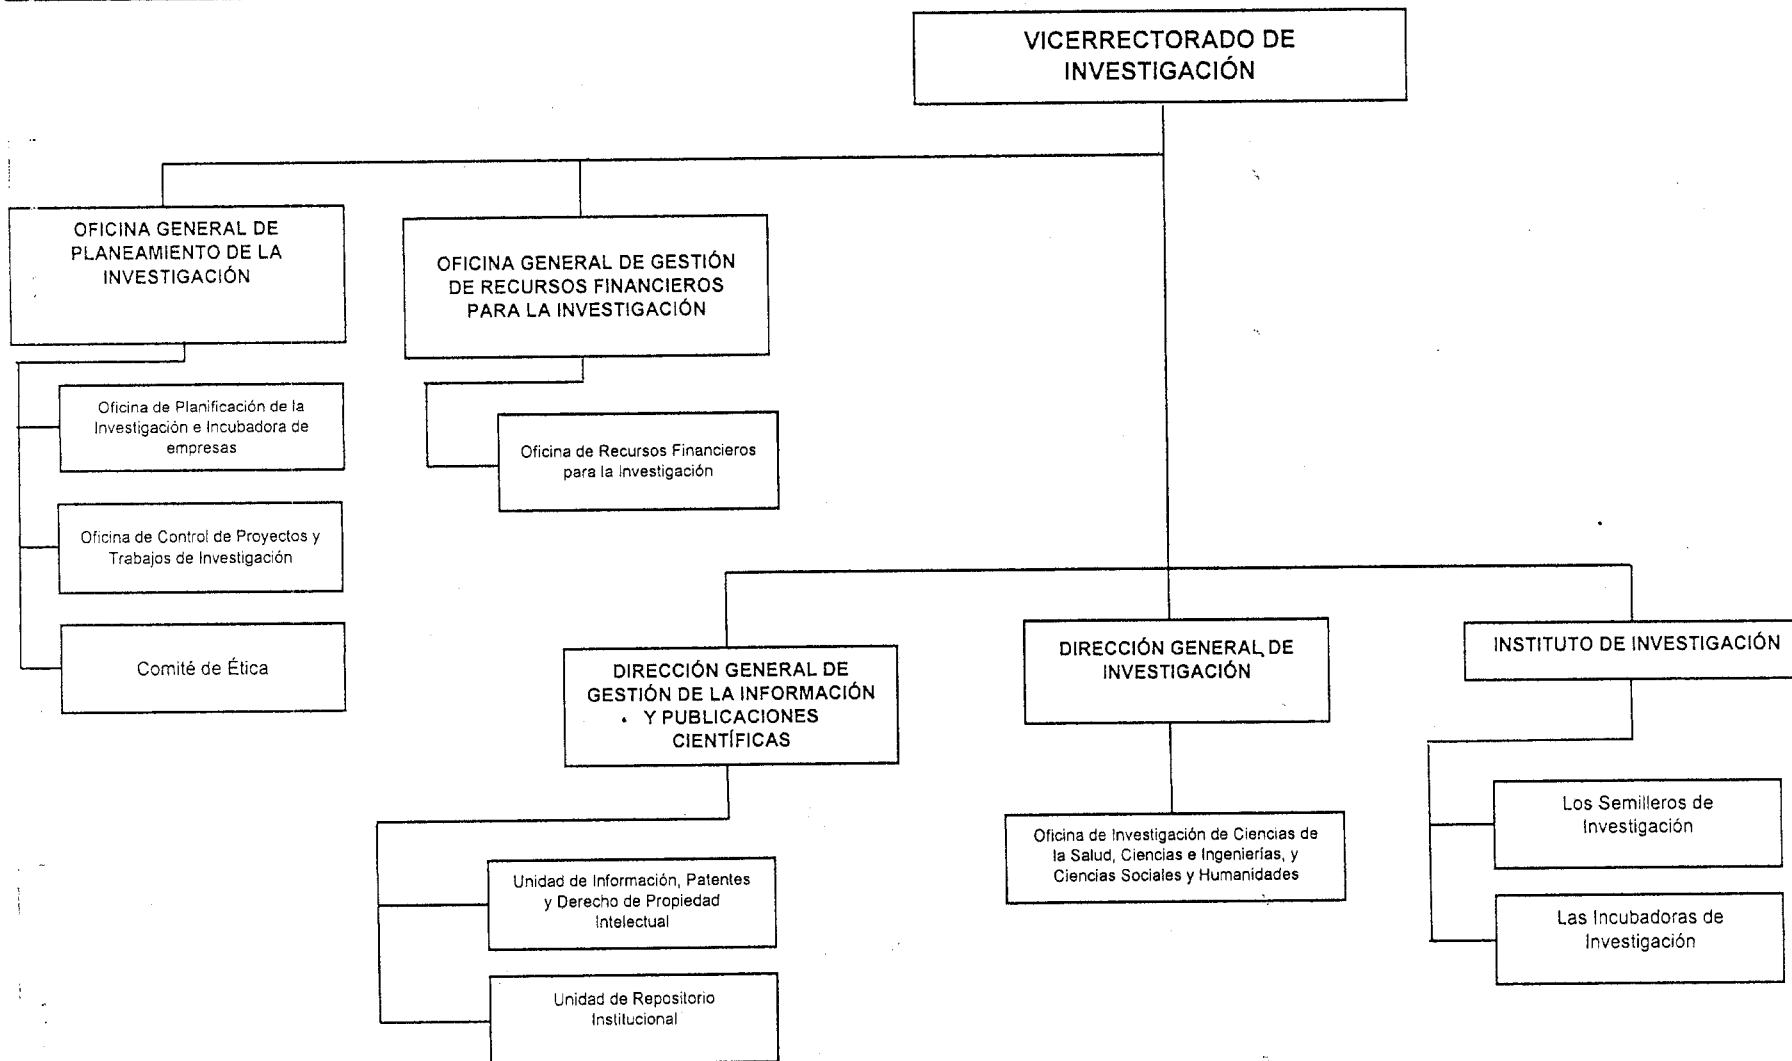 VICERRECTORADO DE
INVESTIGACIÓN
OFICINA GENERAL DE
PLANEAMIENTO DE LA
INVESTIGACIÓN
OFICINA GENERAL DE GESTIÓN
DE RECURSOS FINANCIEROS
PARA LA INVESTIGACIÓN
Oficina de Planificación de la
Investigación e Incubadora de
empresas
Oficina de Recursos Financieros
para la Investigación
Oficina de Control de Proyectos y
Trabajos de Investigación
Comité de Ética
DIRECCIÓN GENERAL DE
GESTIÓN DE LA INFORMACIÓN
Y PUBLICACIONES
CIENTÍFICAS
DIRECCIÓN GENERAL DE
INVESTIGACIÓN
INSTITUTO DE INVESTIGACIÓN
Unidad de Información, Patentes
y Derecho de Propiedad
Intelectual
Unidad de Repositorio
Institucional
Oficina de Investigación de Ciencias de
la Salud, Ciencias e Ingenierías, y
Ciencias Sociales y Humanidades
Los Semilleros de
Investigación
Las Incubadoras de
Investigación